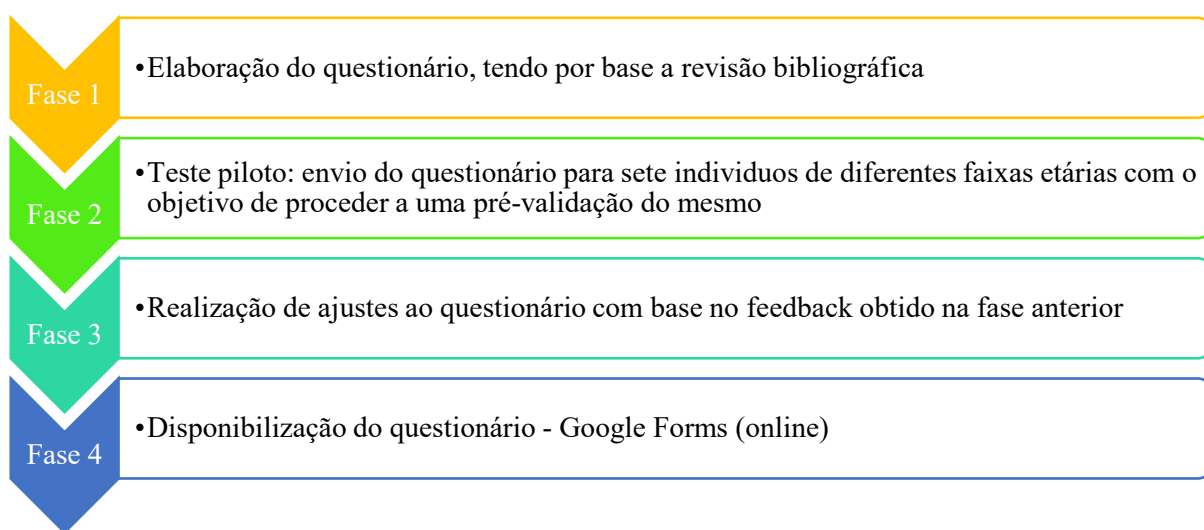 Fase 1
•Elaboração do questionário, tendo por base a revisão bibliográfica
Fase 2
•Teste piloto: envio do questionário para sete individuos de diferentes faixas etárias com o
objetivo de proceder a uma pré-validação do mesmo
Fase 3
•Realização de ajustes ao questionário com base no feedback obtido na fase anterior
Fase 4
•Disponibilização do questionário - Google Forms (online)